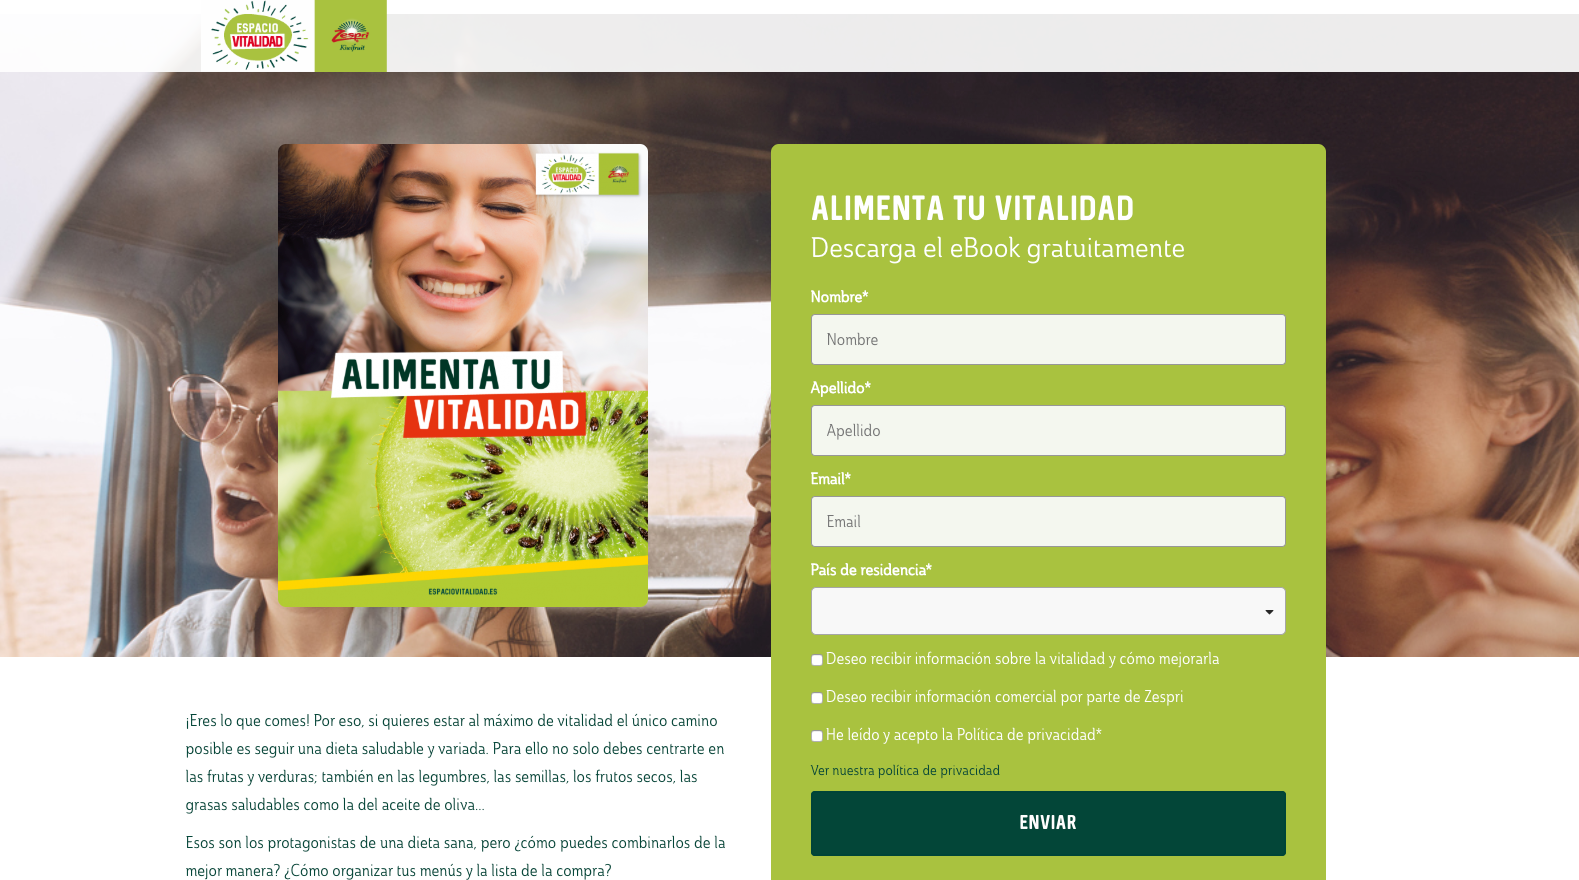 ESPACIO
VITALIDAD
Zespri
Kiwifruit
ESPACIO
VITALIDAD
Zespri
ALIMENTA TU
VITALIDAD
ESPACIOVITALIDAD.ES
ALIMENTA TU VITALIDAD
Descarga el eBook gratuitamente
Nombre*
Nombre
Apellido*
Apellido
Email*
Email
País de residencia*
Deseo recibir información sobre la vitalidad y cómo mejorarla
Deseo recibir información comercial por parte de Zespri
He leído y acepto la Política de privacidad*
Ver nuestra política de privacidad
ENVIAR
¡Eres lo que comes! Por eso, si quieres estar al máximo de vitalidad el único camino
posible es seguir una dieta saludable y variada. Para ello no solo debes centrarte en
las frutas y verduras; también en las legumbres, las semillas, los frutos secos, las
grasas saludables como la del aceite de oliva...
Esos son los protagonistas de una dieta sana, pero ¿cómo puedes combinarlos de la
mejor manera? ¿Cómo organizar tus menús y la lista de la compra?